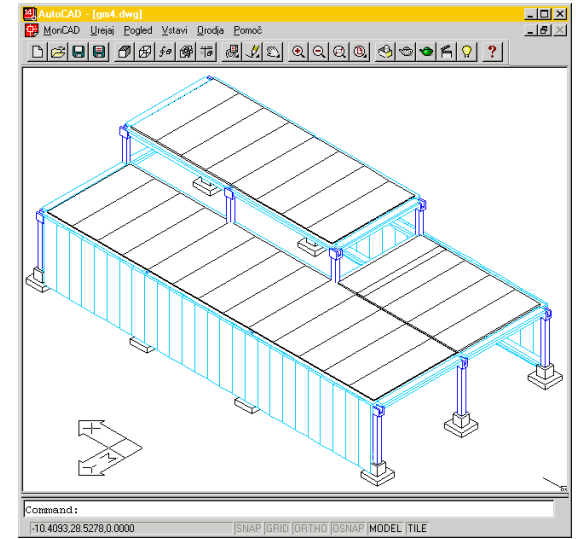 AutoCAD - [gm4.dwg]
MonCAD Urejaj Pogled Vstavi Orodja Pomoč
Command:
-10.4093,28.5278,0.0000 SNAP GRID ORTHO OSNAP MODEL TILE